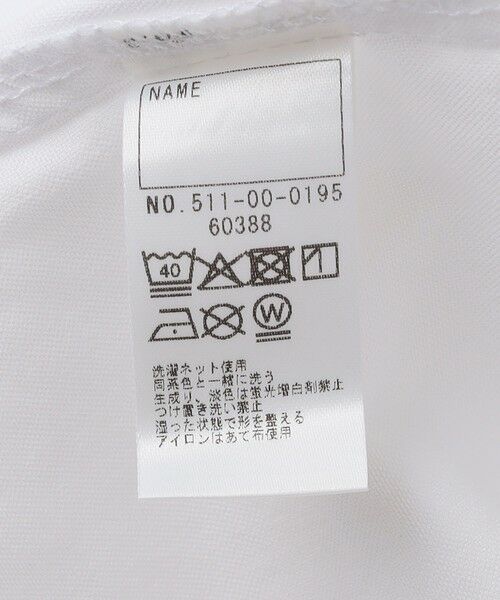 NAME
NO.511-00-0195
60388
40
W
洗濯ネット使用
同系色と一緒に洗う
生成り、淡色は蛍光増白剤禁止
つけ置き洗い禁止
湿った状態で形を整える
アイロンはあて布使用